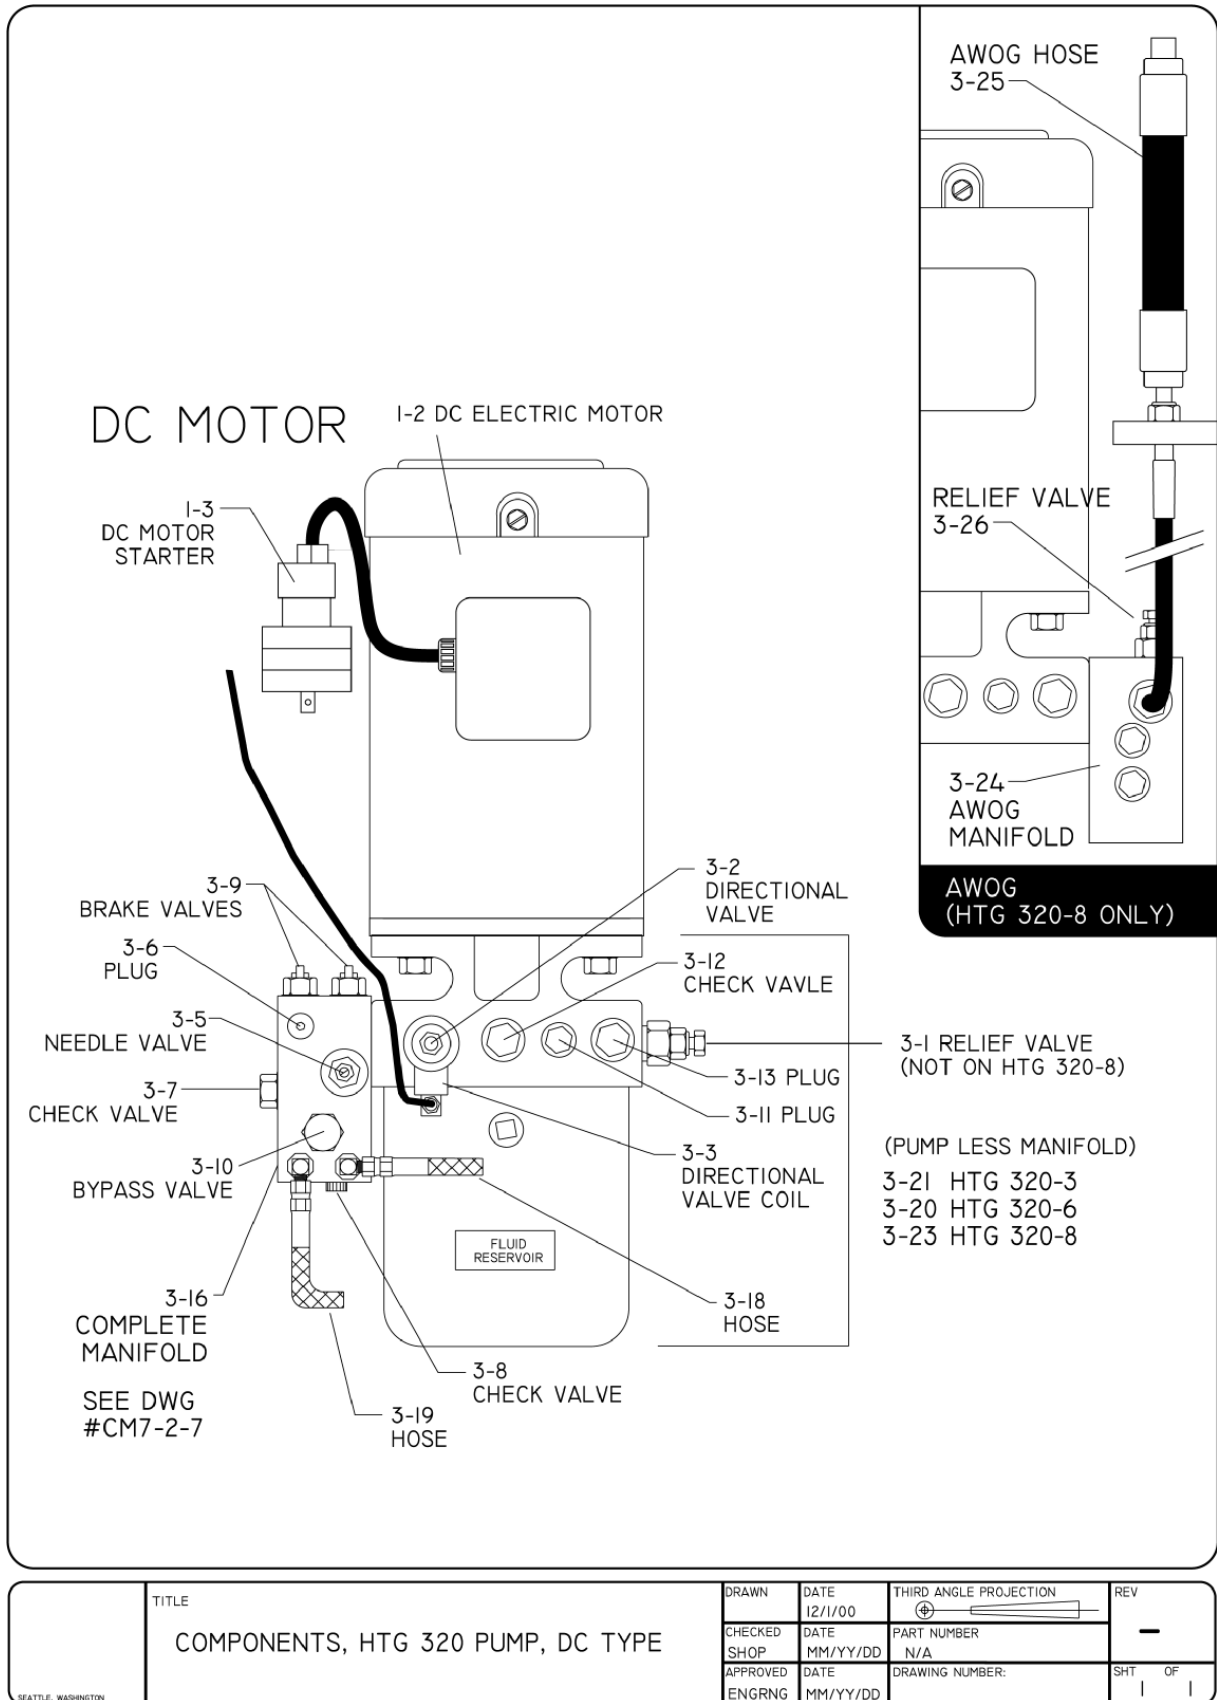 AWOG HOSE
3-25
DC MOTOR
1-2 DC ELECTRIC MOTOR
1-3
DC MOTOR
STARTER
RELIEF VALVE
3-26
3-24
AWOG
MANIFOLD
AWOG
(HTG 320-8 ONLY)
3-9
BRAKE VALVES
3-6
PLUG
3-5
NEEDLE VALVE
3-7
CHECK VALVE
3-10
BYPASS VALVE
3-16
COMPLETE
MANIFOLD
SEE DWG
#CM7-2-7
3-2
DIRECTIONAL
VALVE
3-12
CHECK VAVLE
3-1 RELIEF VALVE
(NOT ON HTG 320-8)
3-13 PLUG
3-11 PLUG
3-3
DIRECTIONAL
VALVE COIL
(PUMP LESS MANIFOLD)
3-21 HTG 320-3
3-20 HTG 320-6
3-23 HTG 320-8
FLUID
RESERVOIR
3-18
HOSE
3-8
CHECK VALVE
3-19
HOSE
SEATTLE, WASHINGTON
TITLE
COMPONENTS, HTG 320 PUMP, DC TYPE
DRAWN
DATE
12/1/00
THIRD ANGLE PROJECTION
REV
–
CHECKED
SHOP
DATE
MM/YY/DD
PART NUMBER
N/A
APPROVED
ENGRNG
DATE
MM/YY/DD
DRAWING NUMBER:
SHT OF
1 1